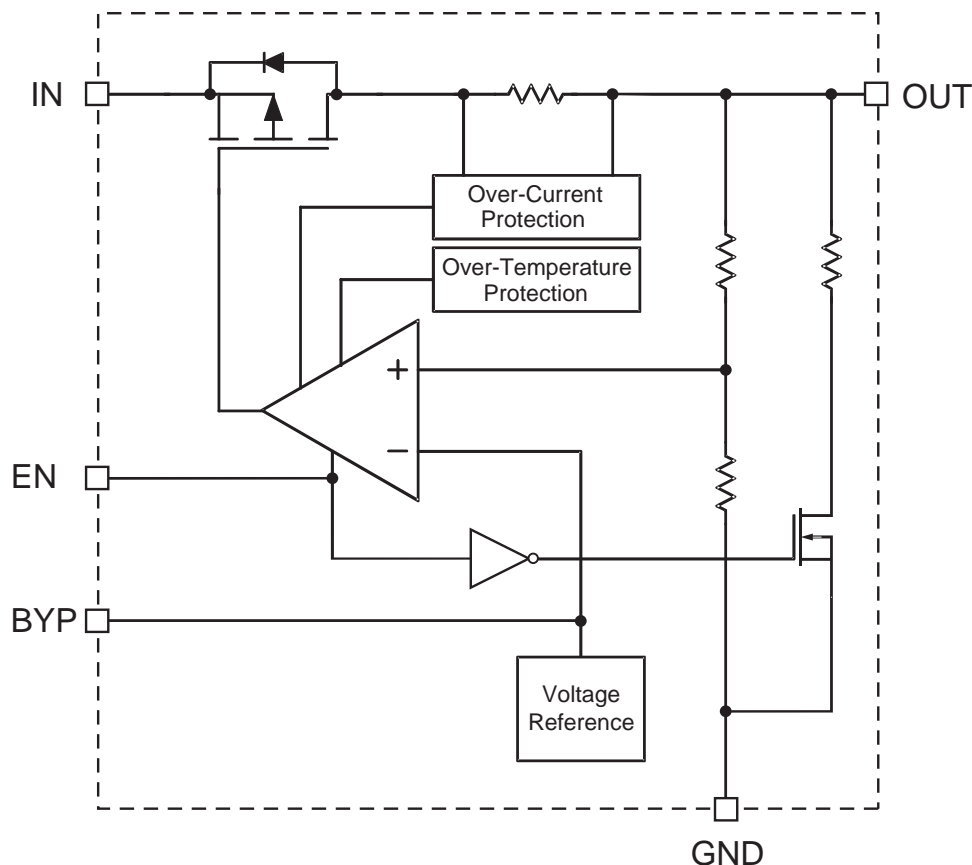 IN
OUT
Over-Current
Protection
Over-Temperature
Protection
+
−
EN
BYP
Voltage
Reference
GND